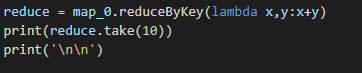 reduce = map_0.reduceByKey(lambda x,y:x+y)
print(reduce.take(10))
print('\n\n')